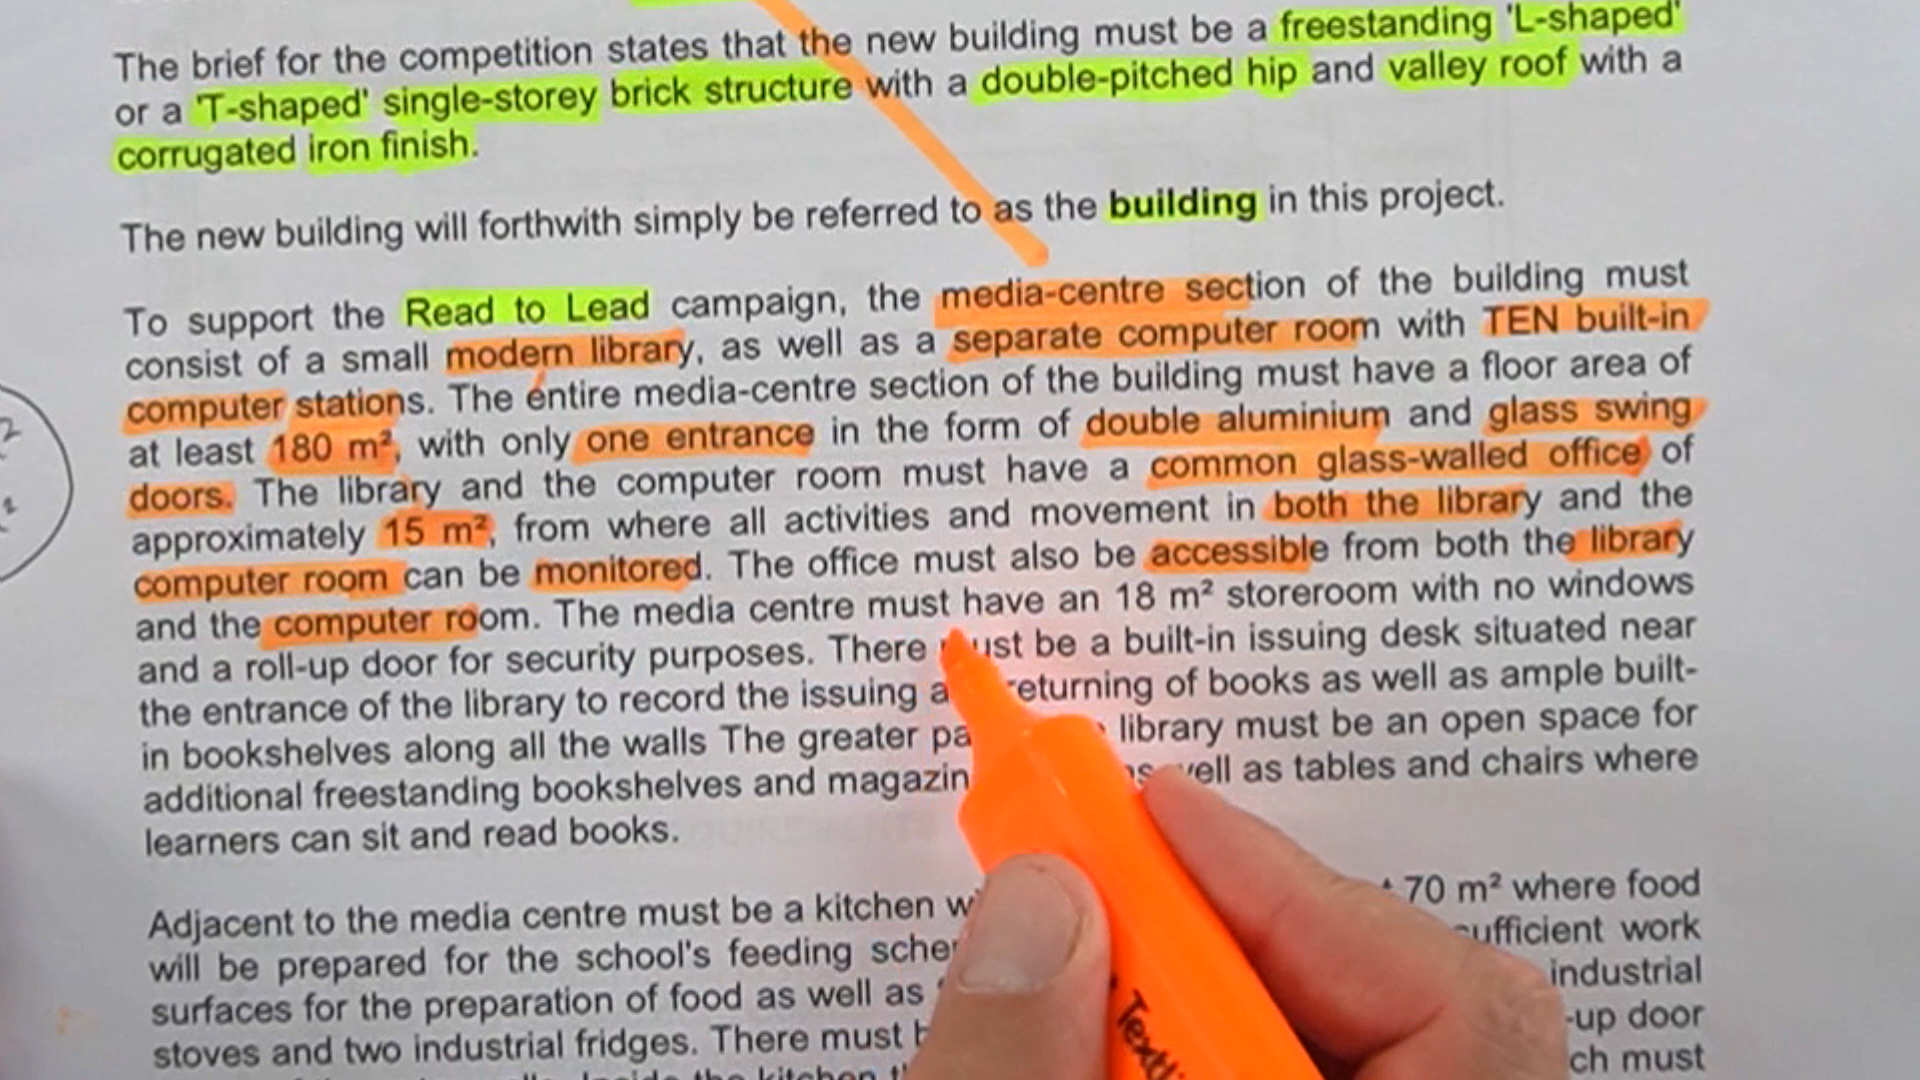 The brief for the competition states that the new building must be a freestanding 'L-shaped'
or a 'T-shaped' single-storey brick structure with a double-pitched hip and valley roof with a
corrugated iron finish.
The new building will forthwith simply be referred to as the building in this project.
To support the Read to Lead campaign, the media-centre section of the building must
consist of a small modern library, as well as a separate computer room with TEN built-in
computer stations. The entire media-centre section of the building must have a floor area of
at least 180 m², with only one entrance in the form of double aluminium and glass swing
doors. The library and the computer room must have a common glass-walled office of
approximately 15 m², from where all activities and movement in both the library and the
computer room can be monitored. The office must also be accessible from both the library
and the computer room. The media centre must have an 18 m² storeroom with no windows
and a roll-up door for security purposes. There must be a built-in issuing desk situated near
the entrance of the library to record the issuing returning of books as well as ample built-
in bookshelves along all the walls The greater library must be an open space for
additional freestanding bookshelves and magazin as well as tables and chairs where
learners can sit and read books.
Adjacent to the media centre must be a kitchen 70 m² where food
will be prepared for the school's feeding sufficient work
surfaces for the preparation of food as well as industrial
stoves and two industrial fridges. There must -up door
kitchen must